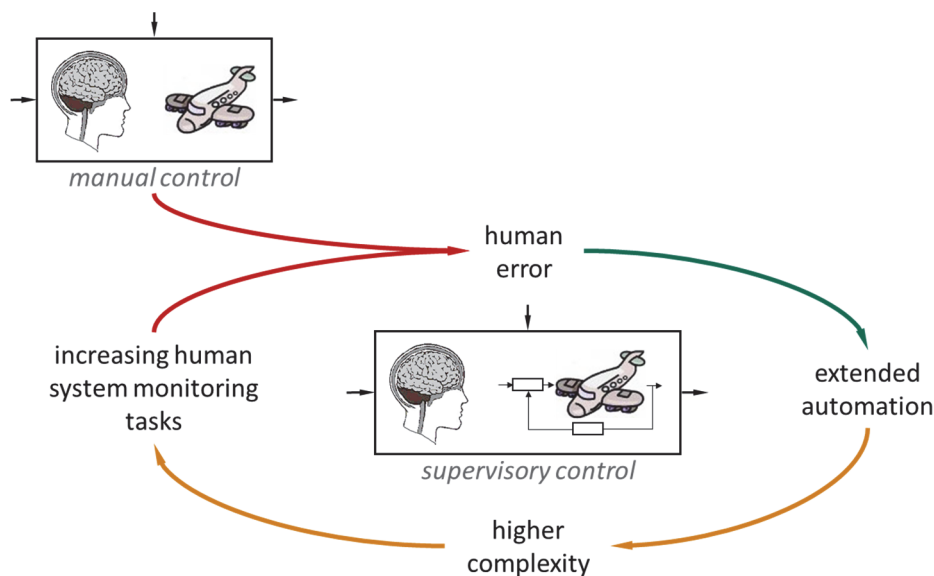 manual control
human
error
increasing human
system monitoring
tasks
extended
automation
supervisory control
higher
complexity